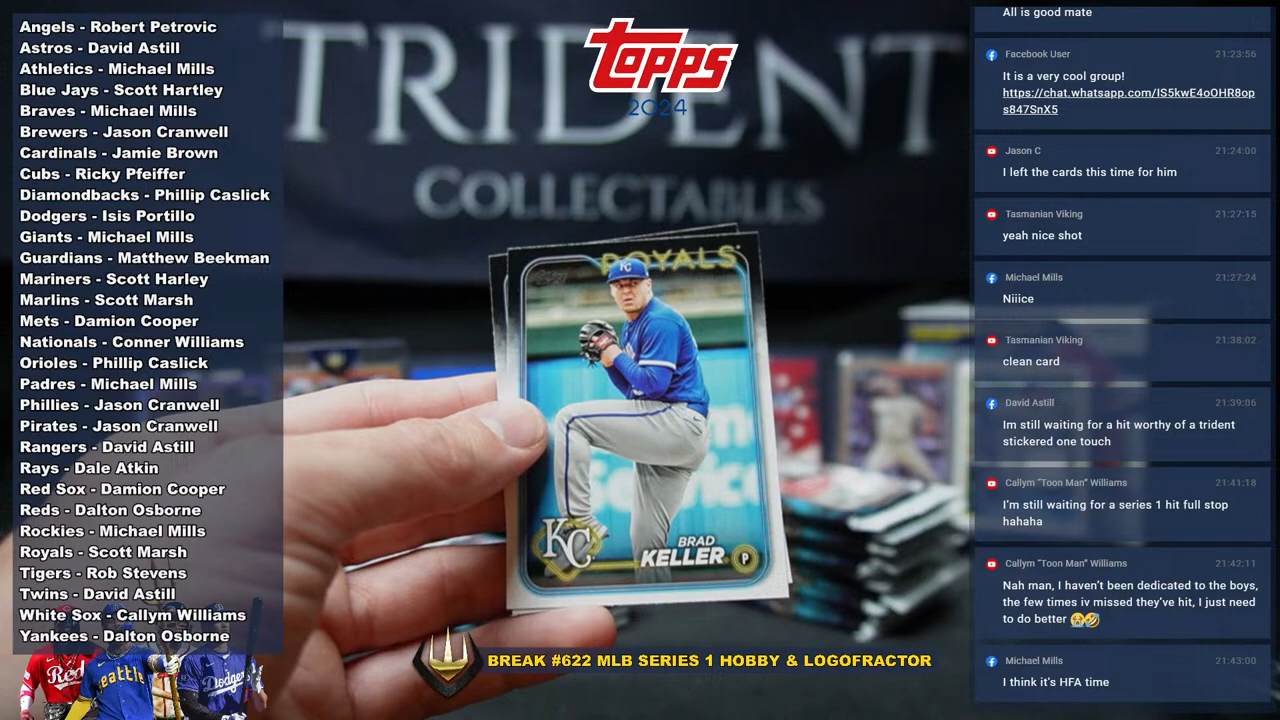 Angels - Robert Petrovic
Astros - David Astill
Athletics - Michael Mills
Blue Jays - Scott Hartley
Braves - Michael Mills
Brewers - Jason Cranwell
Cardinals - Jamie Brown
Cubs - Ricky Pfeiffer
Diamondbacks - Phillip Caslick
Dodgers - Isis Portillo
Giants - Michael Mills
Guardians - Matthew Beekman
Mariners - Scott Harley
Marlins - Scott Marsh
Mets - Damion Cooper
Nationals - Conner Williams
Orioles - Phillip Caslick
Padres - Michael Mills
Phillies - Jason Cranwell
Pirates - Jason Cranwell
Rangers - David Astill
Rays - Dale Atkin
Red Sox - Damion Cooper
Reds - Dalton Osborne
Rockies - Michael Mills
Royals - Scott Marsh
Tigers - Rob Stevens
Twins - David Astill
White Sox - Callym Williams
Yankees - Dalton Osborne
Reds
Seattle
Dodgers
TRIDENT
COLLECTABLES
Topps
2024
ROYALS
KC
KC
BRAD
KELLER
P
BREAK #622 MLB SERIES 1 HOBBY & LOGOFRACTOR
All is good mate
Facebook User 21:23:56
It is a very cool group!
https://chat.whatsapp.com/IS5kwE4oOHR8op
s847SnX5
Jason C 21:24:00
I left the cards this time for him
Tasmanian Viking 21:27:15
yeah nice shot
Michael Mills 21:27:24
Niiice
Tasmanian Viking 21:38:02
clean card
David Astill 21:39:06
Im still waiting for a hit worthy of a trident
stickered one touch
Callym "Toon Man" Williams 21:41:18
I'm still waiting for a series 1 hit full stop
hahaha
Callym "Toon Man" Williams 21:42:11
Nah man, I haven't been dedicated to the boys,
the few times iv missed they've hit, I just need
to do better 😭🤣
Michael Mills 21:43:00
I think it's HFA time